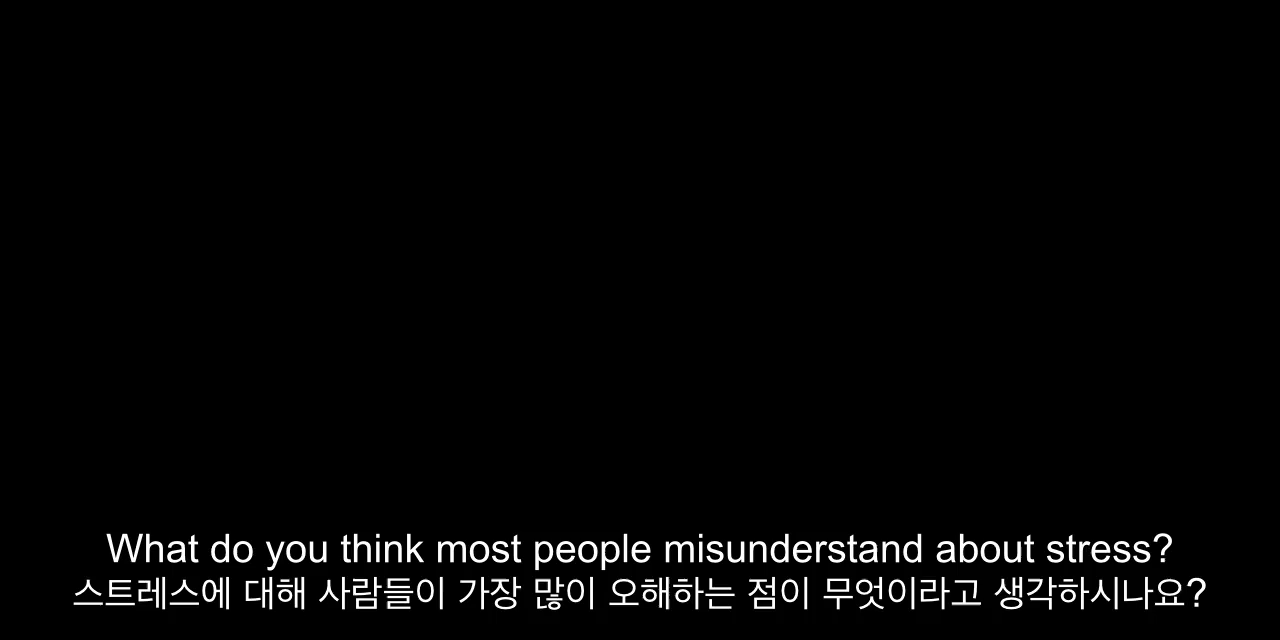 What do you think most people misunderstand about stress?
스트레스에 대해 사람들이 가장 많이 오해하는 점이 무엇이라고 생각하시나요?